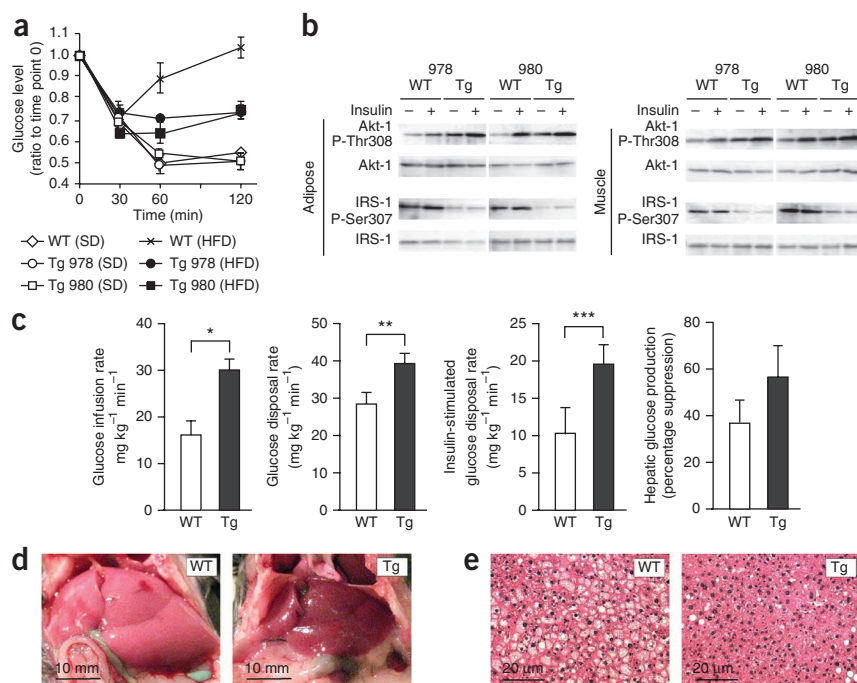 a
Glucose level
(ratio to time point 0)
1.1
1.0
0.9
0.8
0.7
0.6
0.5
0.4
0 30 60 120
Time (min)
WT (SD) WT (HFD)
Tg 978 (SD) Tg 978 (HFD)
Tg 980 (SD) Tg 980 (HFD)
b
978 980
WT Tg WT Tg
Insulin – + – + – + – +
Adipose
Akt-1
P-Thr308
Akt-1
IRS-1
P-Ser307
IRS-1
978 980
WT Tg WT Tg
Insulin – + – + – + – +
Muscle
Akt-1
P-Thr308
Akt-1
IRS-1
P-Ser307
IRS-1
c
Glucose infusion rate
mg kg⁻¹ min⁻¹
40
30
20
10
0
*
WT Tg
Glucose disposal rate
(mg kg⁻¹ min⁻¹)
50
40
30
20
10
0
**
WT Tg
Insulin-stimulated
glucose disposal rate
(mg kg⁻¹ min⁻¹)
25
20
15
10
5
0
***
WT Tg
Hepatic glucose production
(percentage suppression)
80
60
40
20
0
WT Tg
d
WT
10 mm
Tg
10 mm
e
WT
20 μm
Tg
20 μm